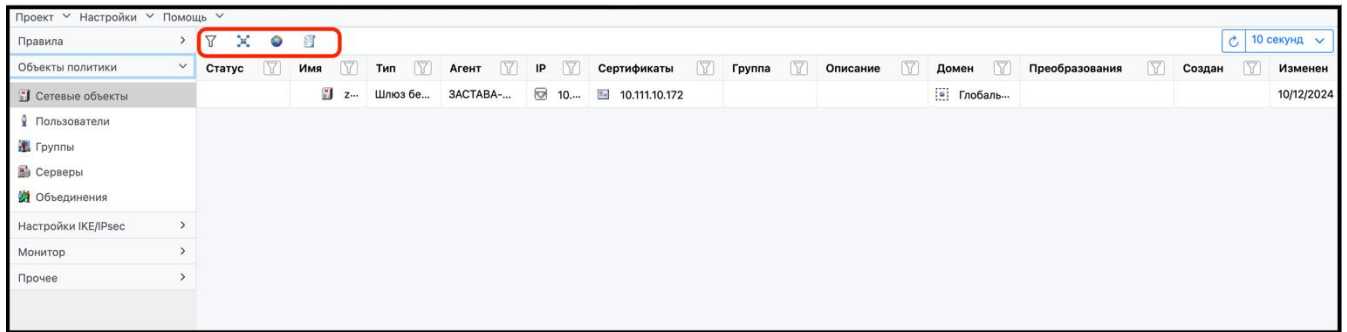 Проект Настройки Помощь
Правила
10 секунд
Объекты политики
Статус Имя Тип Агент IP Сертификаты Группа Описание Домен Преобразования Создан Изменен
Сетевые объекты
z... Шлюз бе... ЗАСТАВА-... 10.... 10.111.10.172 Глобаль... 10/12/2024
Пользователи
Группы
Серверы
Объединения
Настройки IKE/IPsec
Монитор
Прочее